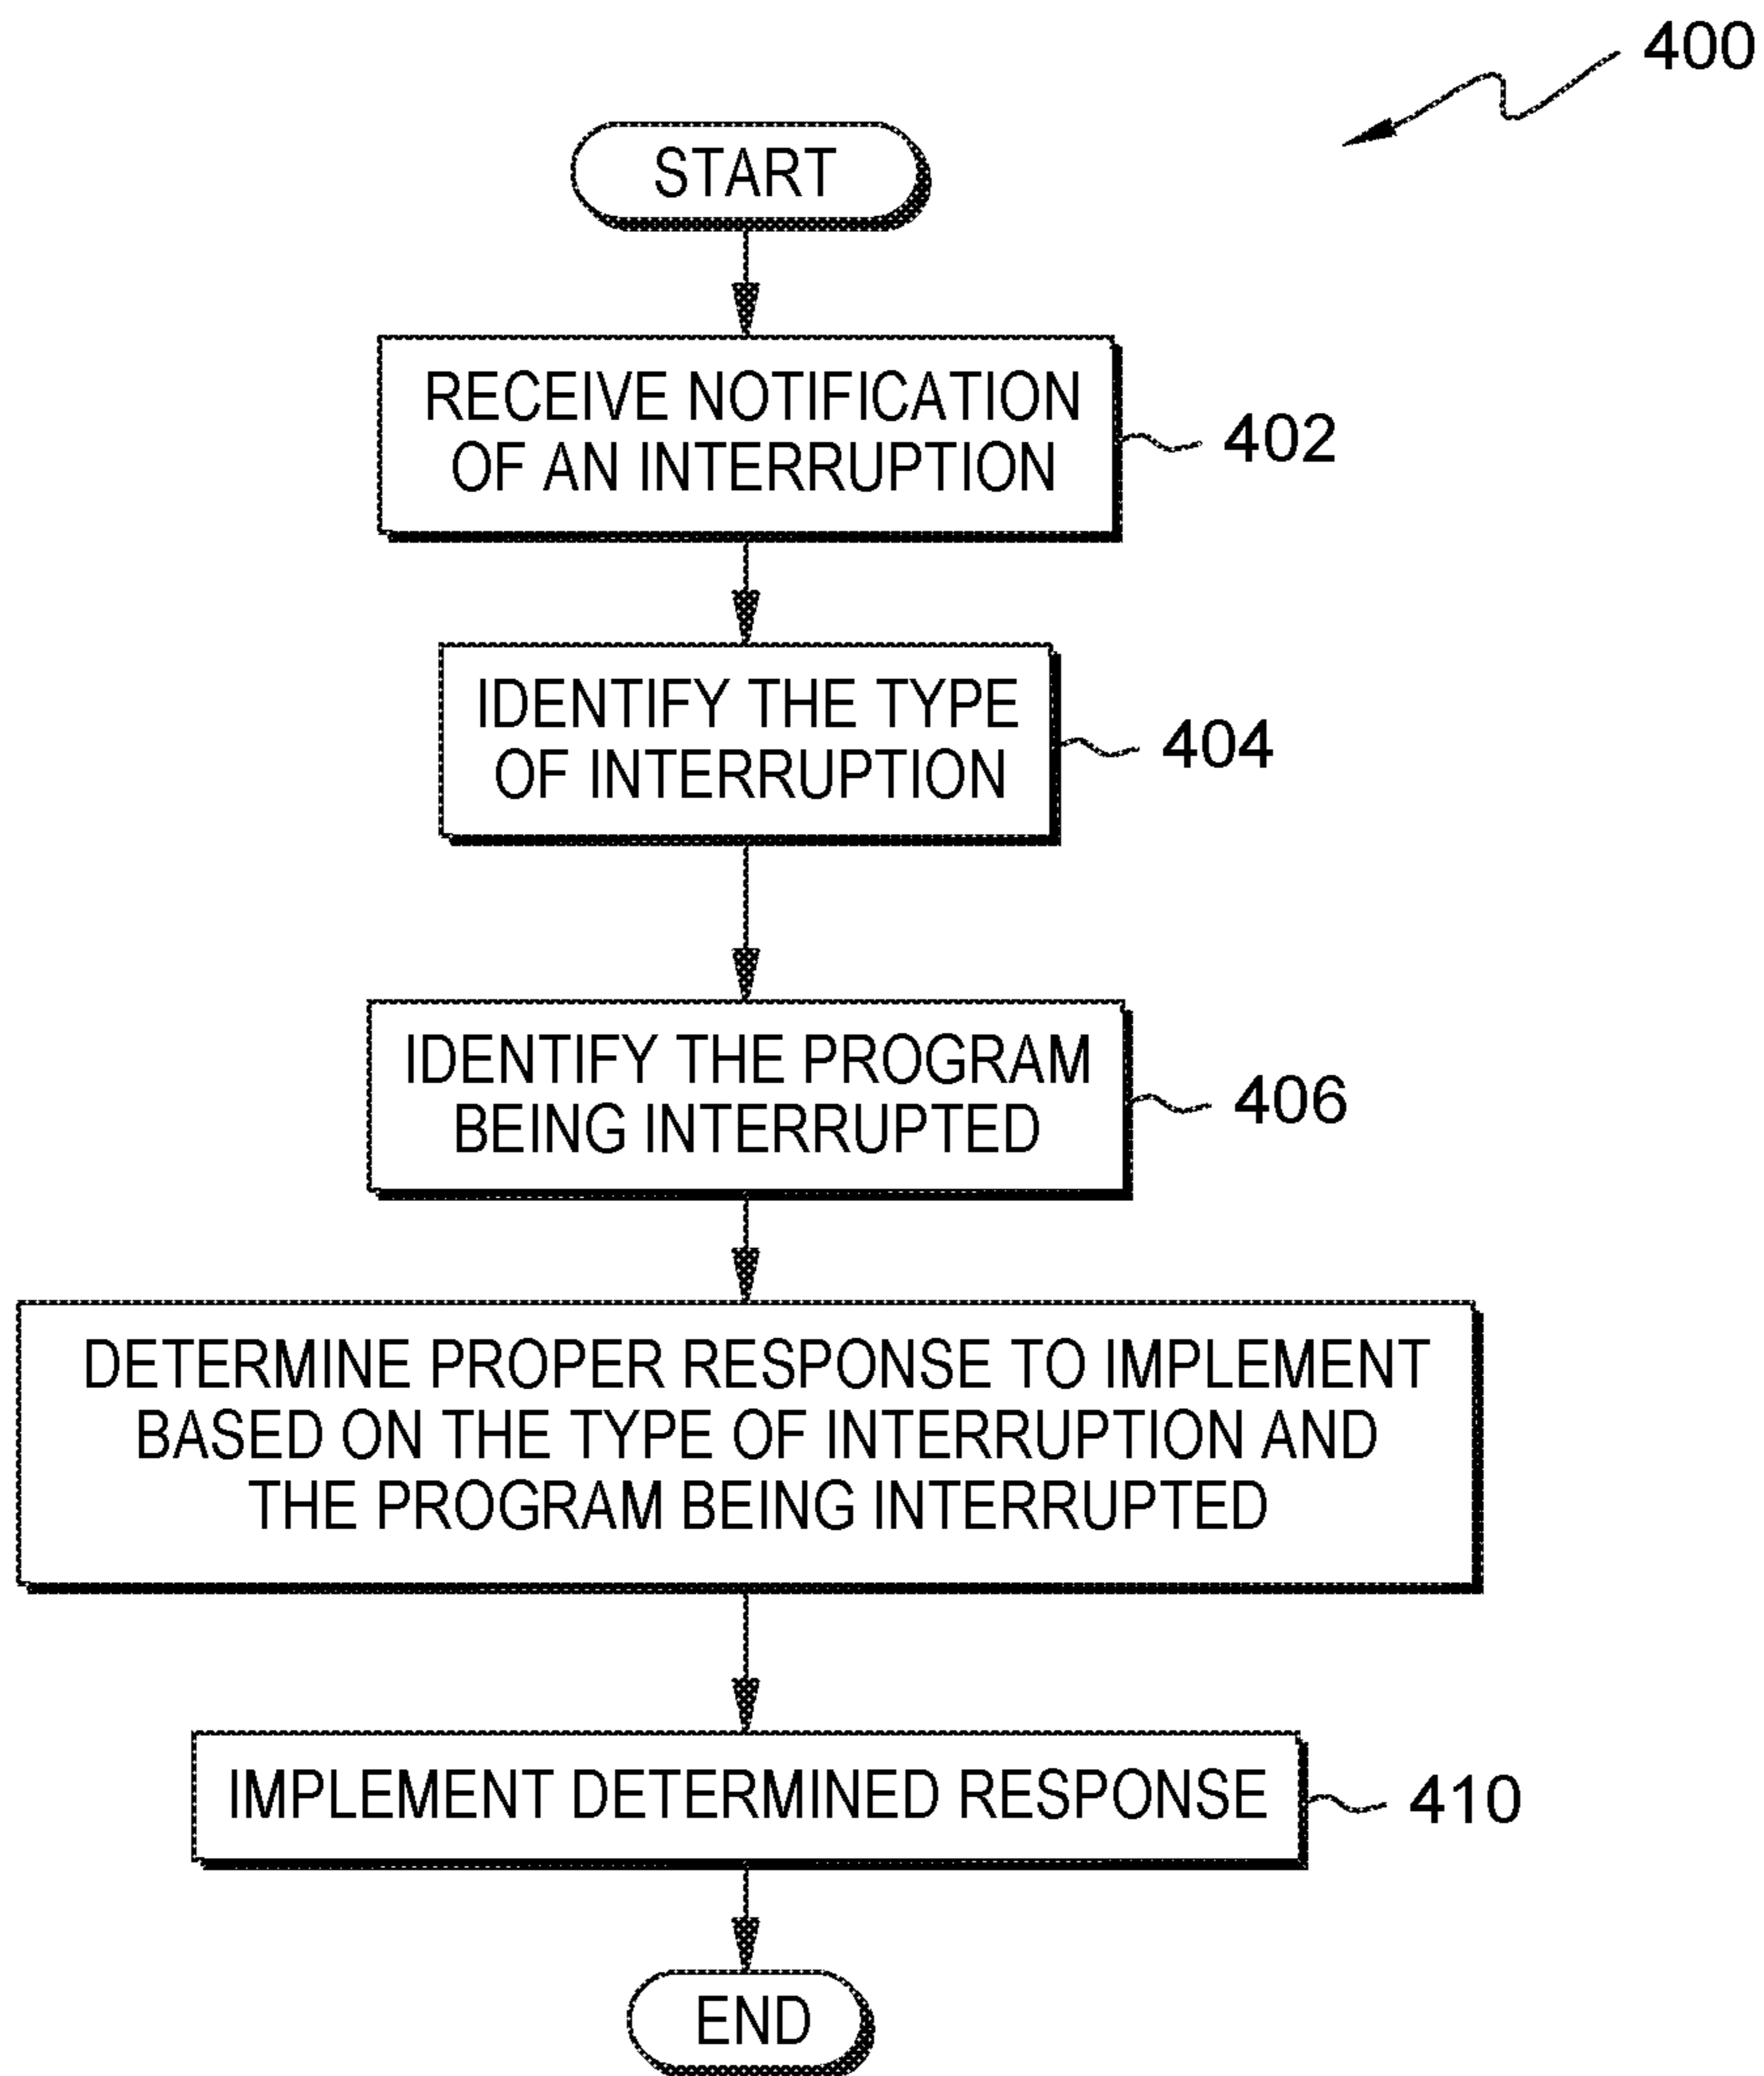 400
START
RECEIVE NOTIFICATION
OF AN INTERRUPTION
402
IDENTIFY THE TYPE
OF INTERRUPTION
404
IDENTIFY THE PROGRAM
BEING INTERRUPTED
406
DETERMINE PROPER RESPONSE TO IMPLEMENT
BASED ON THE TYPE OF INTERRUPTION AND
THE PROGRAM BEING INTERRUPTED
IMPLEMENT DETERMINED RESPONSE
410
END